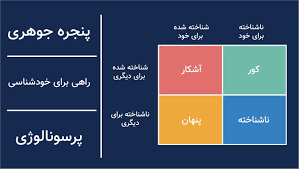 پنجره جوهری
راهی برای خودشناسی
پرسونالوژی
شناخته شده
برای خود
ناشناخته
برای خود
شناخته شده
برای دیگری
آشکار
کور
ناشناخته برای
دیگری
پنهان
ناشناخته